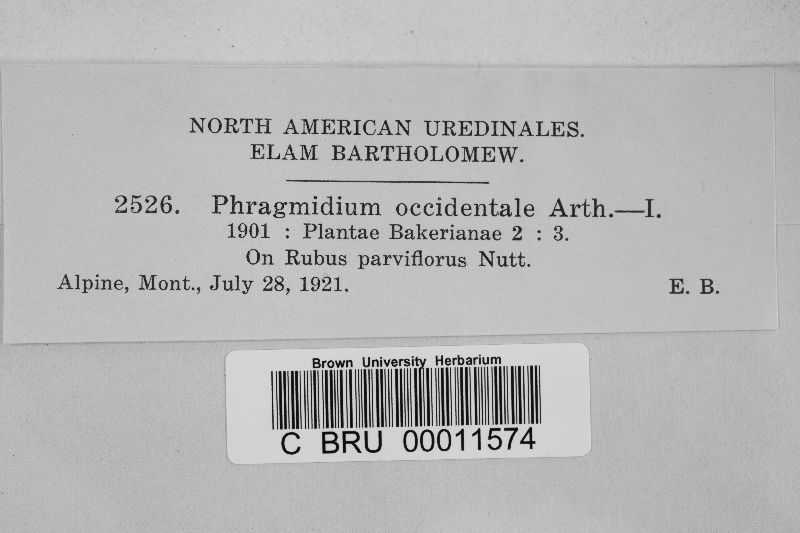 NORTH AMERICAN UREDINALES.
ELAM BARTHOLOMEW.
2526. Phragmidium occidentale Arth.—I.
1901 : Plantae Bakerianae 2 : 3.
On Rubus parviflorus Nutt.
Alpine, Mont., July 28, 1921. E. B.
Brown University Herbarium
C BRU 00011574